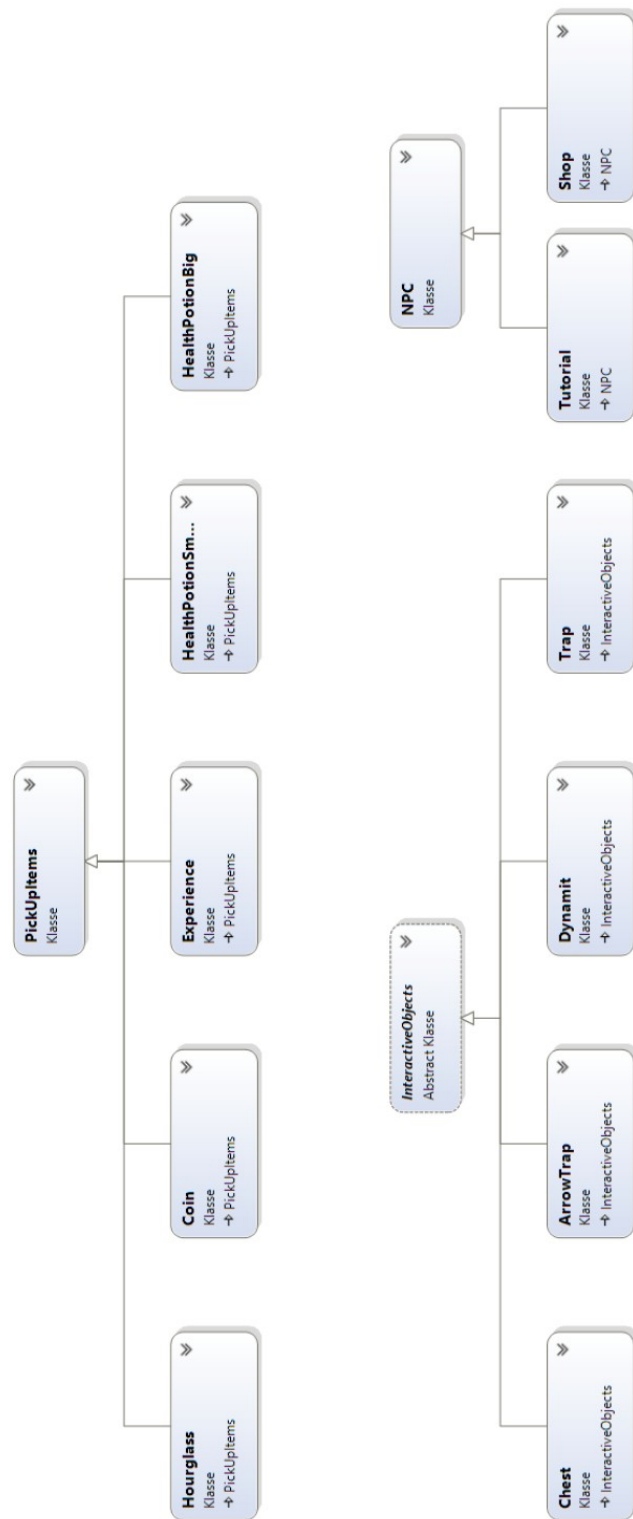 PickUpItems
Klasse
Hourglass
Klasse
→ PickUpItems
Coin
Klasse
→ PickUpItems
Experience
Klasse
→ PickUpItems
HealthPotionSm...
Klasse
→ PickUpItems
HealthPotionBig
Klasse
→ PickUpItems
InteractiveObjects
Abstract Klasse
NPC
Klasse
Chest
Klasse
→ InteractiveObjects
ArrowTrap
Klasse
→ InteractiveObjects
Dynamit
Klasse
→ InteractiveObjects
Trap
Klasse
→ InteractiveObjects
Tutorial
Klasse
→ NPC
Shop
Klasse
→ NPC